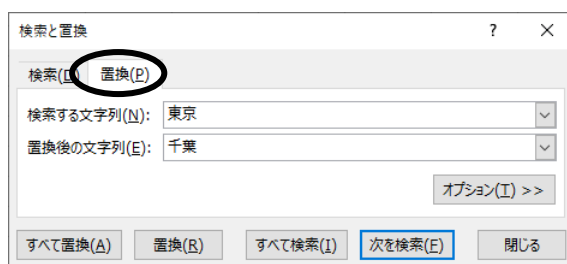 検索と置換 ? ×
検索(D) 置換(P)
検索する文字列(N): 東京
置換後の文字列(E): 千葉
オプション(T) >>
すべて置換(A) 置換(R) すべて検索(I) 次を検索(F) 閉じる